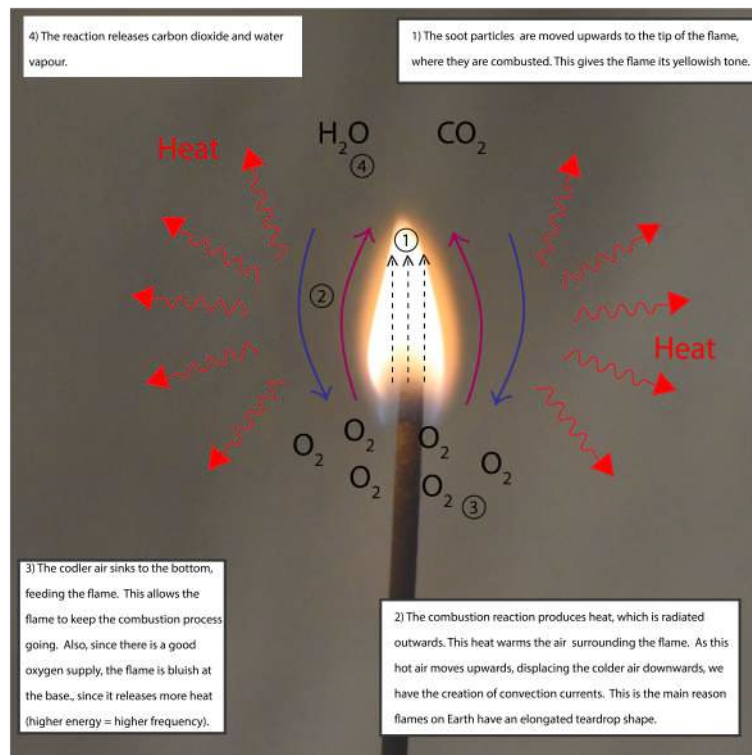 4) The reaction releases carbon dioxide and water
vapour.
1) The soot particles are moved upwards to the tip of the flame,
where they are combusted. This gives the flame its yellowish tone.
Heat
H₂O
CO₂
④
①
②
Heat
O₂
O₂
O₂
O₂
O₂
O₂
③
3) The codler air sinks to the bottom,
feeding the flame. This allows the
flame to keep the combustion process
going. Also, since there is a good
oxygen supply, the flame is bluish at
the base., since it releases more heat
(higher energy = higher frequency).
2) The combustion reaction produces heat, which is radiated
outwards. This heat warms the air surrounding the flame. As this
hot air moves upwards, displacing the colder air downwards, we
have the creation of convection currents. This is the main reason
flames on Earth have an elongated teardrop shape.